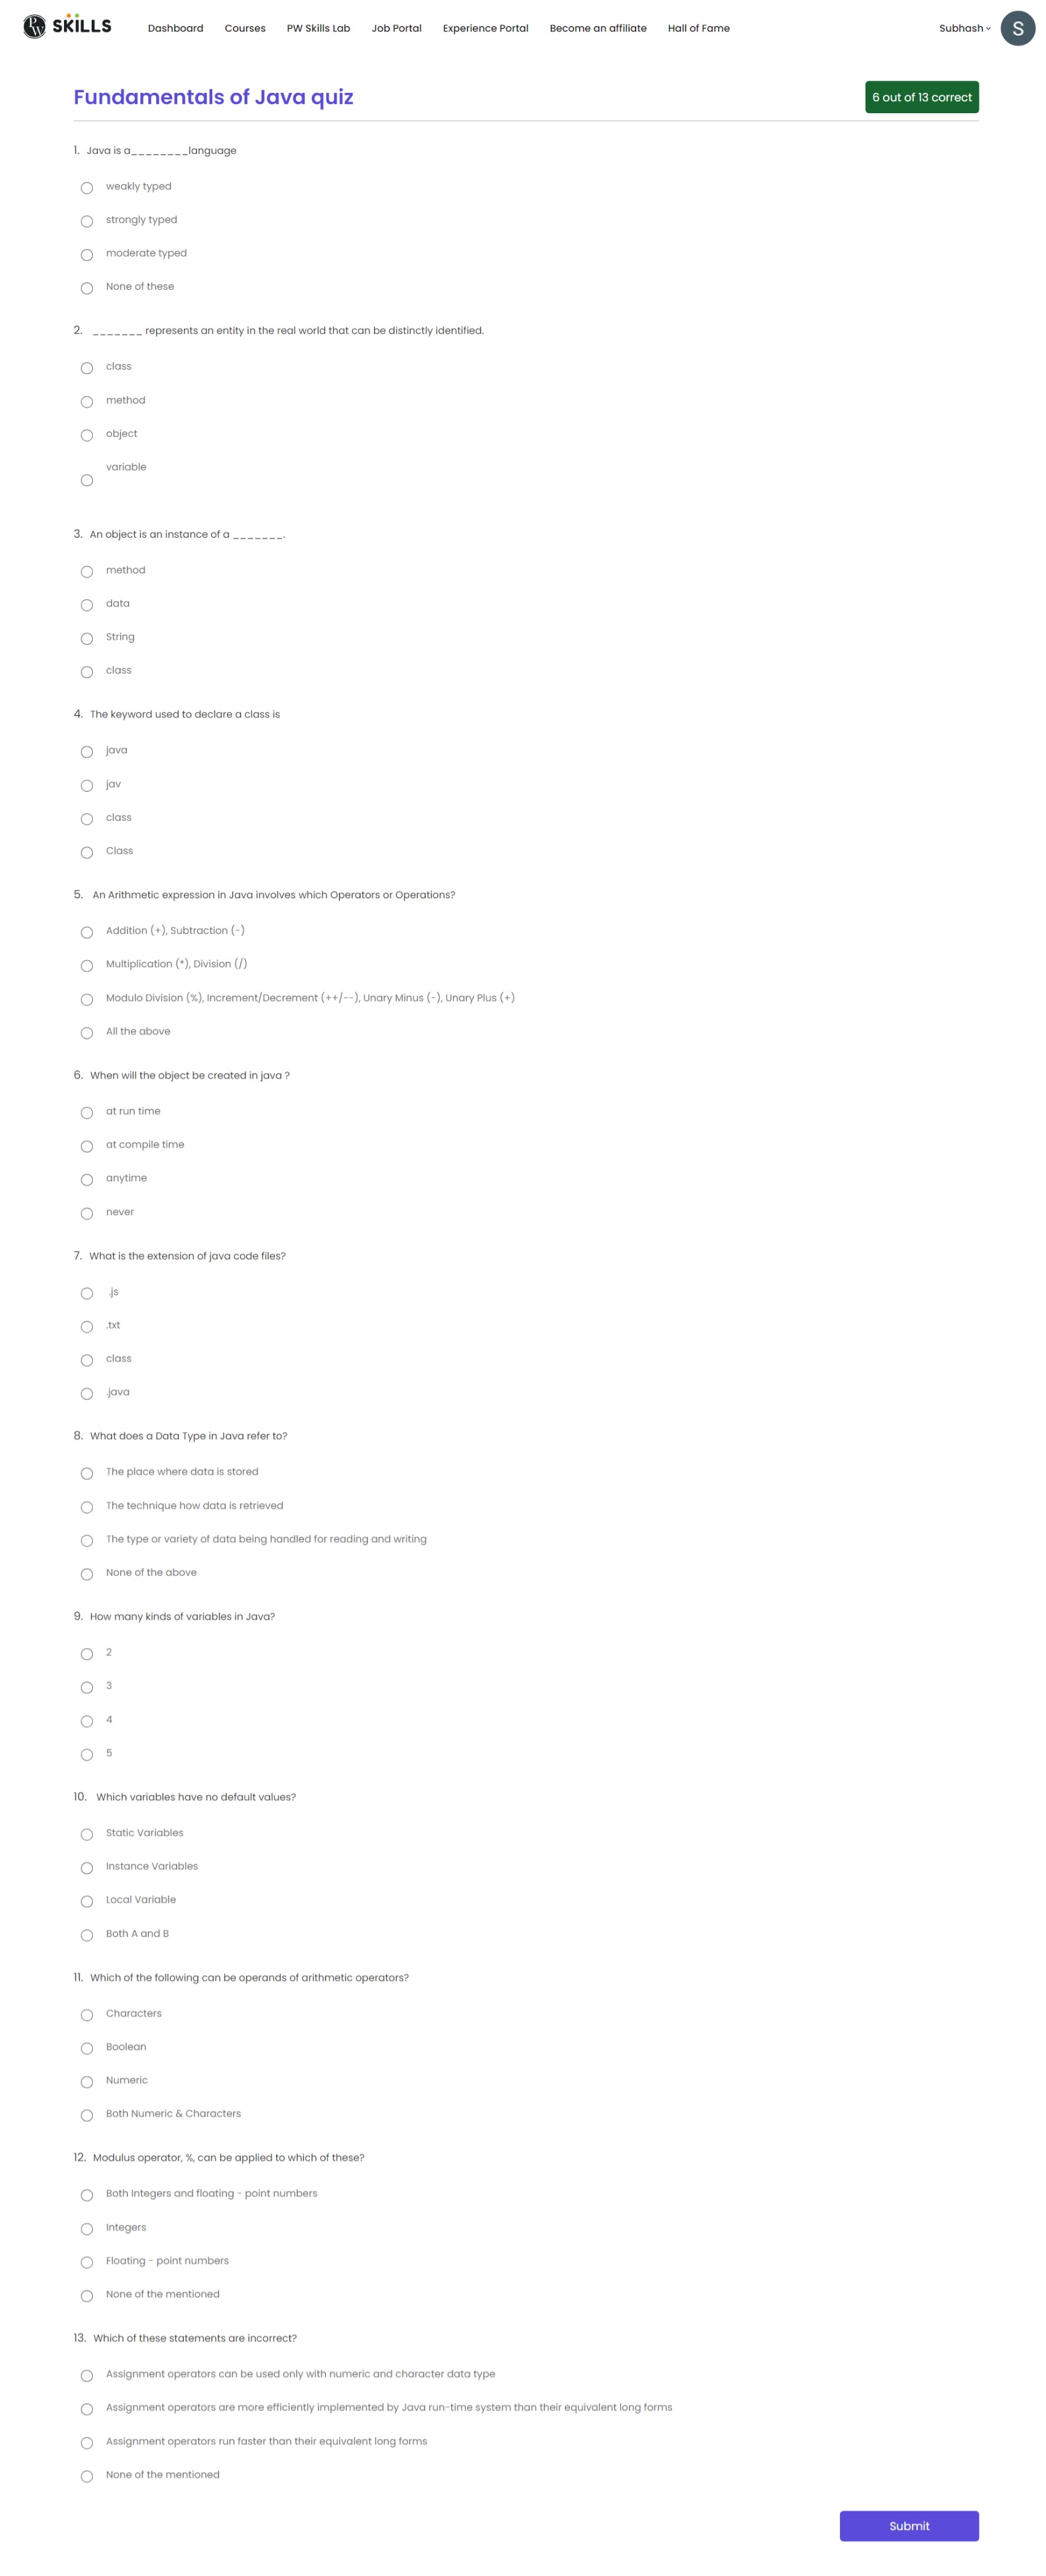 PW SKILLS Dashboard Courses PW Skills Lab Job Portal Experience Portal Become an affiliate Hall of Fame Subhash S
Fundamentals of Java quiz 6 out of 13 correct
1. Java is a________language
weakly typed
strongly typed
moderate typed
None of these
2. _______ represents an entity in the real world that can be distinctly identified.
class
method
object
variable
3. An object is an instance of a _______.
method
data
String
class
4. The keyword used to declare a class is
java
jav
class
Class
5. An Arithmetic expression in Java involves which Operators or Operations?
Addition (+), Subtraction (-)
Multiplication (*), Division (/)
Modulo Division (%), Increment/Decrement (++/--), Unary Minus (-), Unary Plus (+)
All the above
6. When will the object be created in java ?
at run time
at compile time
anytime
never
7. What is the extension of java code files?
.js
.txt
class
.java
8. What does a Data Type in Java refer to?
The place where data is stored
The technique how data is retrieved
The type or variety of data being handled for reading and writing
None of the above
9. How many kinds of variables in Java?
2
3
4
5
10. Which variables have no default values?
Static Variables
Instance Variables
Local Variable
Both A and B
11. Which of the following can be operands of arithmetic operators?
Characters
Boolean
Numeric
Both Numeric & Characters
12. Modulus operator, %, can be applied to which of these?
Both Integers and floating - point numbers
Integers
Floating - point numbers
None of the mentioned
13. Which of these statements are incorrect?
Assignment operators can be used only with numeric and character data type
Assignment operators are more efficiently implemented by Java run-time system than their equivalent long forms
Assignment operators run faster than their equivalent long forms
None of the mentioned
Submit